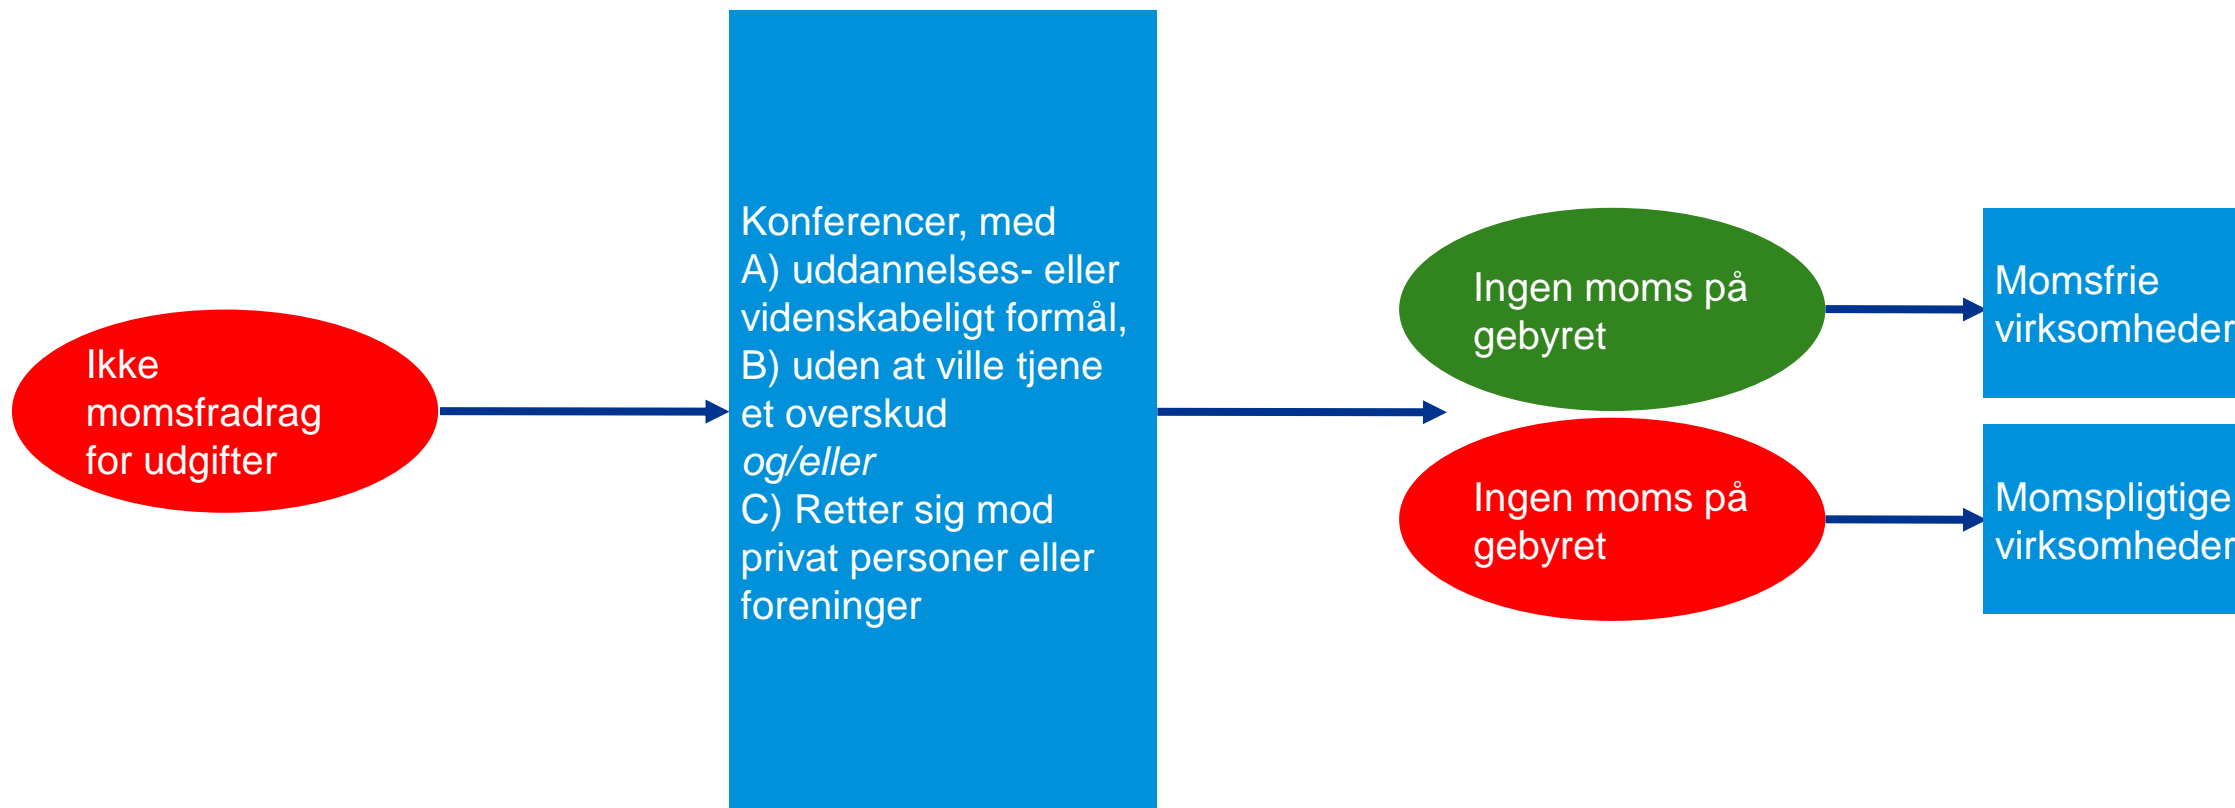 Ikke
momsfradrag
for udgifter
Konferencer, med
A) uddannelses- eller
videnskabeligt formål,
B) uden at ville tjene
et overskud
og/eller
C) Retter sig mod
privat personer eller
foreninger
Ingen moms på
gebyret
Momsfrie
virksomheder
Ingen moms på
gebyret
Momspligtige
virksomheder